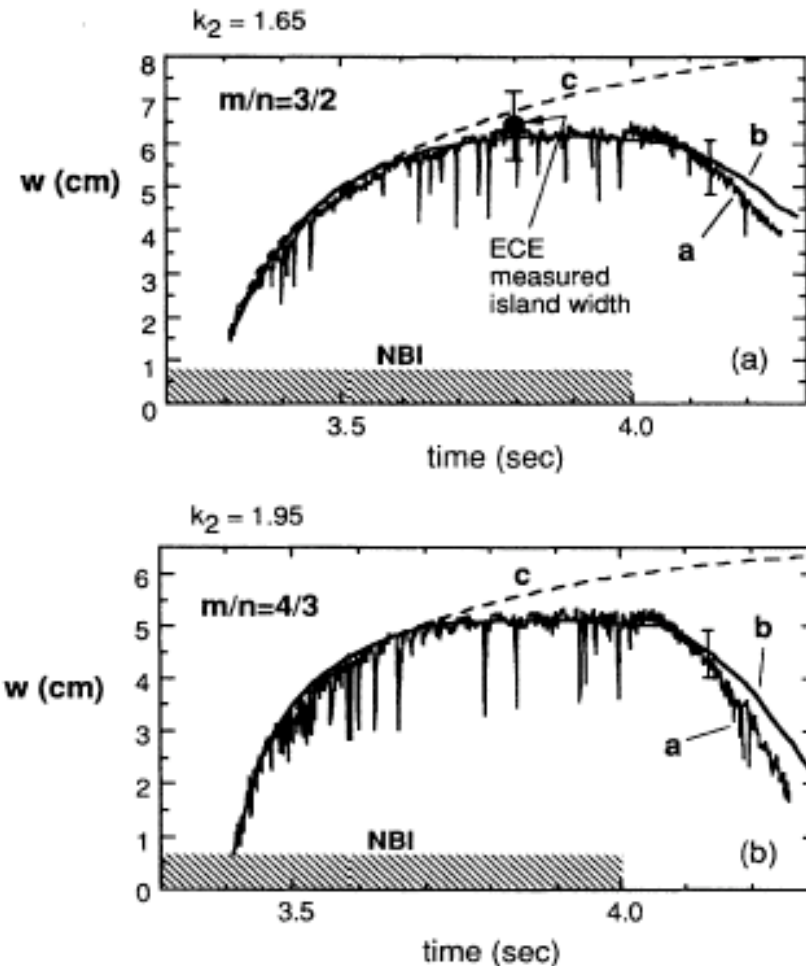 k₂ = 1.65
8
7
6
5
4
3
2
1
0
w (cm)
m/n=3/2
c
b
a
ECE
measured
island width
NBI
(a)
3.5 4.0
time (sec)
k₂ = 1.95
6
5
4
3
2
1
0
w (cm)
m/n=4/3
c
b
a
NBI
(b)
3.5 4.0
time (sec)